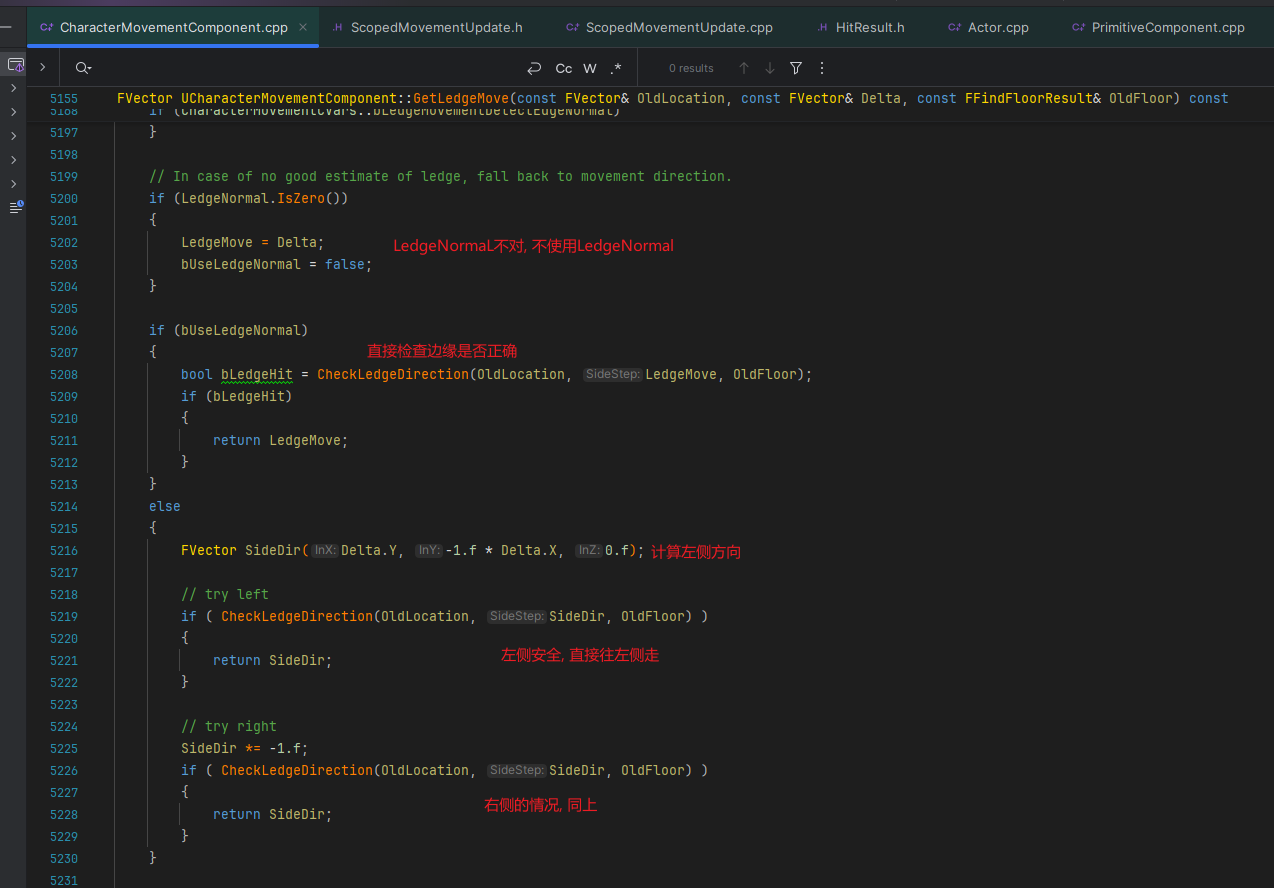 CharacterMovementComponent.cpp
ScopedMovementUpdate.h
ScopedMovementUpdate.cpp
HitResult.h
Actor.cpp
PrimitiveComponent.cpp
Cc W .* 0 results
5155 FVector UCharacterMovementComponent::GetLedgeMove(const FVector& OldLocation, const FVector& Delta, const FFindFloorResult& OldFloor) const
5168 if (CharacterMovementCVars::bLedgeMovementDetectEdgeNormal)
5197 }
5198
5199 // In case of no good estimate of ledge, fall back to movement direction.
5200 if (LedgeNormal.IsZero())
5201 {
5202 LedgeMove = Delta; LedgeNormaL不对, 不使用LedgeNormal
5203 bUseLedgeNormal = false;
5204 }
5205
5206 if (bUseLedgeNormal)
5207 { 直接检查边缘是否正确
5208 bool bLedgeHit = CheckLedgeDirection(OldLocation, SideStep: LedgeMove, OldFloor);
5209 if (bLedgeHit)
5210 {
5211 return LedgeMove;
5212 }
5213 }
5214 else
5215 {
5216 FVector SideDir( InX: Delta.Y, InY: -1.f * Delta.X, InZ: 0.f); 计算左侧方向
5217
5218 // try left
5219 if ( CheckLedgeDirection(OldLocation, SideStep: SideDir, OldFloor) )
5220 {
5221 return SideDir; 左侧安全, 直接往左侧走
5222 }
5223
5224 // try right
5225 SideDir *= -1.f;
5226 if ( CheckLedgeDirection(OldLocation, SideStep: SideDir, OldFloor) )
5227 { 右侧的情况, 同上
5228 return SideDir;
5229 }
5230 }
5231